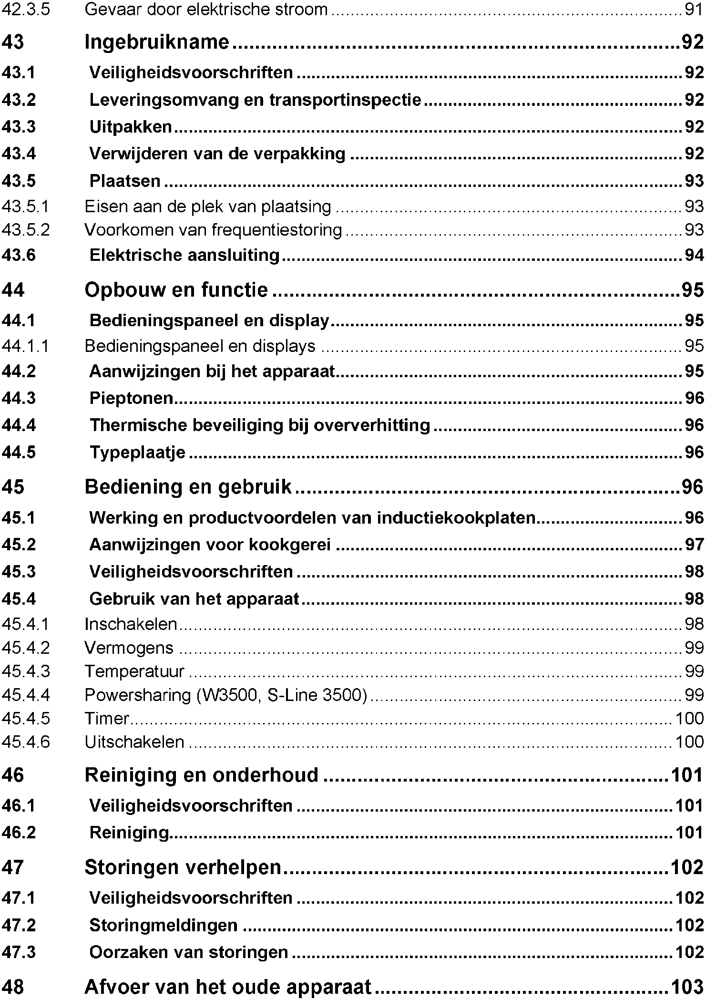 42.3.5 Gevaar door elektrische stroom 91
43 Ingebruikname 92
43.1 Veiligheidsvoorschriften 92
43.2 Leveringsomvang en transportinspectie 92
43.3 Uitpakken 92
43.4 Verwijderen van de verpakking 92
43.5 Plaatsen 93
43.5.1 Eisen aan de plek van plaatsing 93
43.5.2 Voorkomen van frequentiestoring 93
43.6 Elektrische aansluiting 94
44 Opbouw en functie 95
44.1 Bedieningspaneel en display 95
44.1.1 Bedieningspaneel en displays 95
44.2 Aanwijzingen bij het apparaat 95
44.3 Pieptonen 96
44.4 Thermische beveiliging bij oververhitting 96
44.5 Typeplaatje 96
45 Bediening en gebruik 96
45.1 Werking en productvoordelen van inductiekookplaten 96
45.2 Aanwijzingen voor kookgerei 97
45.3 Veiligheidsvoorschriften 98
45.4 Gebruik van het apparaat 98
45.4.1 Inschakelen 98
45.4.2 Vermogens 99
45.4.3 Temperatuur 99
45.4.4 Powersharing (W3500, S-Line 3500) 99
45.4.5 Timer 100
45.4.6 Uitschakelen 100
46 Reiniging en onderhoud 101
46.1 Veiligheidsvoorschriften 101
46.2 Reiniging 101
47 Storingen verhelpen 102
47.1 Veiligheidsvoorschriften 102
47.2 Storingmeldingen 102
47.3 Oorzaken van storingen 102
48 Afvoer van het oude apparaat 103